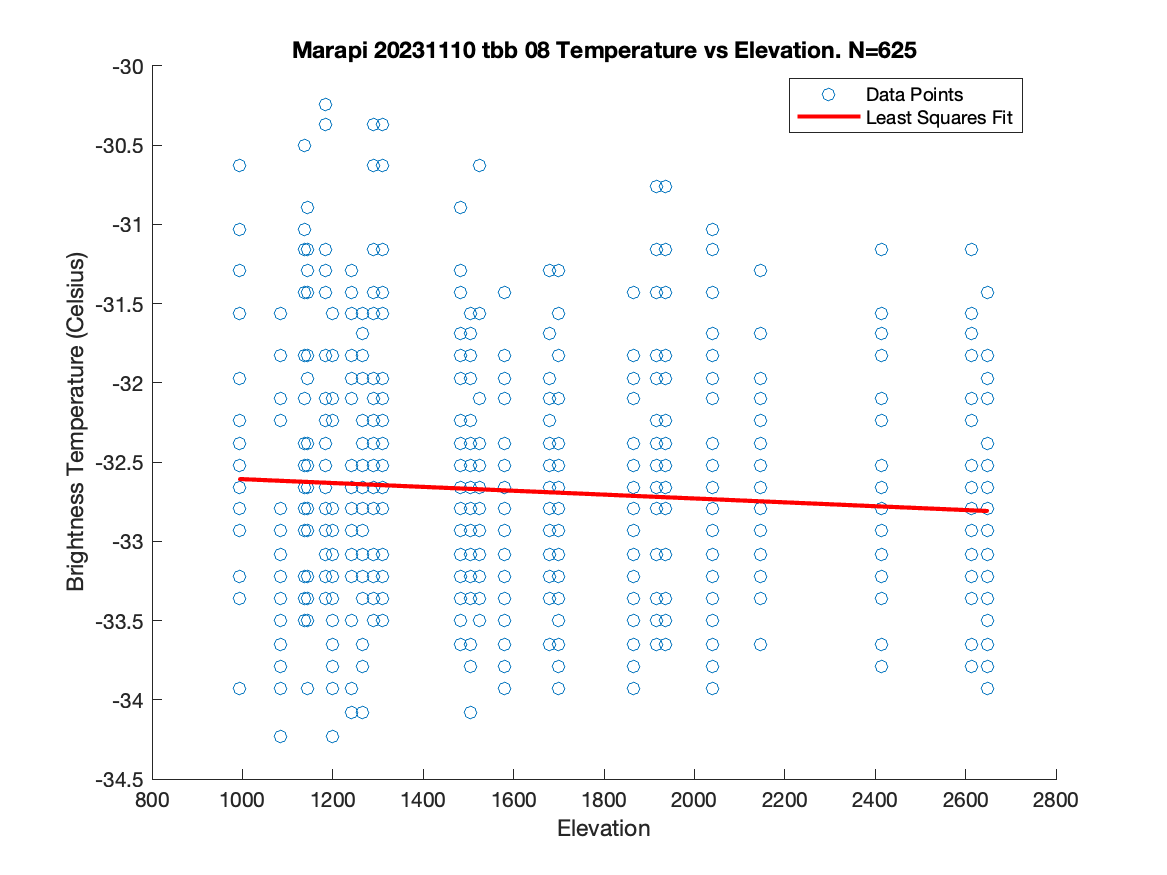 Marapi 20231110 tbb 08 Temperature vs Elevation. N=625
Data Points
Least Squares Fit
-30
-30.5
-31
-31.5
-32
-32.5
-33
-33.5
-34
-34.5
Brightness Temperature (Celsius)
800 1000 1200 1400 1600 1800 2000 2200 2400 2600 2800
Elevation